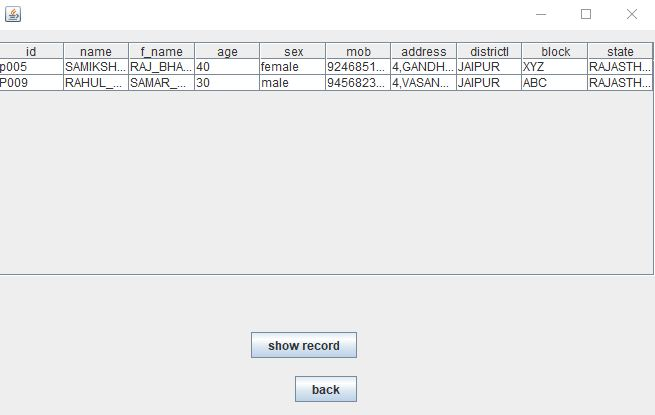 id name f_name age sex mob address districtl block state
p005 SAMIKSH... RAJ_BHA... 40 female 9246851... 4,GANDH... JAIPUR XYZ RAJASTH...
P009 RAHUL_... SAMAR_... 30 male 9456823... 4,VASAN... JAIPUR ABC RAJASTH...
show record
back